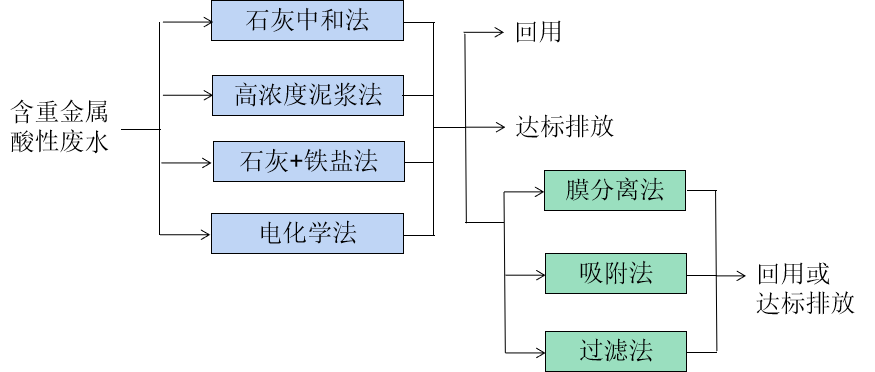 含重金属
酸性废水
石灰中和法
高浓度泥浆法
石灰+铁盐法
电化学法
回用
达标排放
膜分离法
吸附法
过滤法
回用或
达标排放